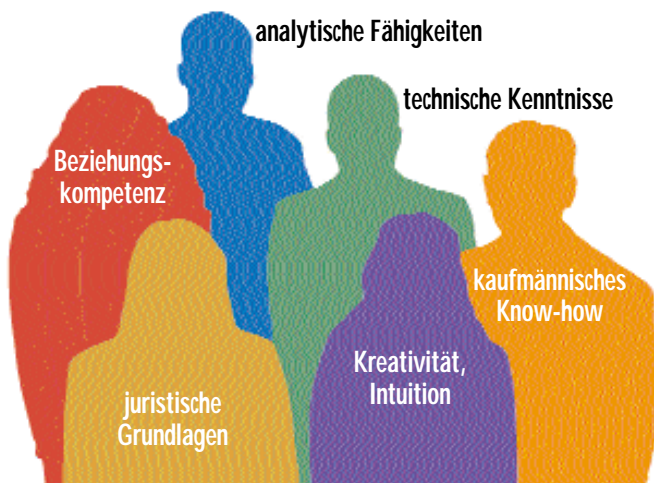 analytische Fähigkeiten
technische Kenntnisse
Beziehungs-
kompetenz
kaufmännisches
Know-how
Kreativität,
Intuition
juristische
Grundlagen